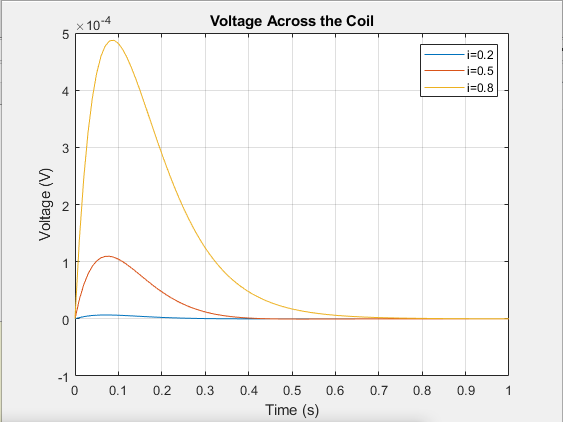 Voltage Across the Coil
×10-4
5
4
3
2
1
0
-1
Voltage (V)
i=0.2
i=0.5
i=0.8
0 0.1 0.2 0.3 0.4 0.5 0.6 0.7 0.8 0.9 1
Time (s)